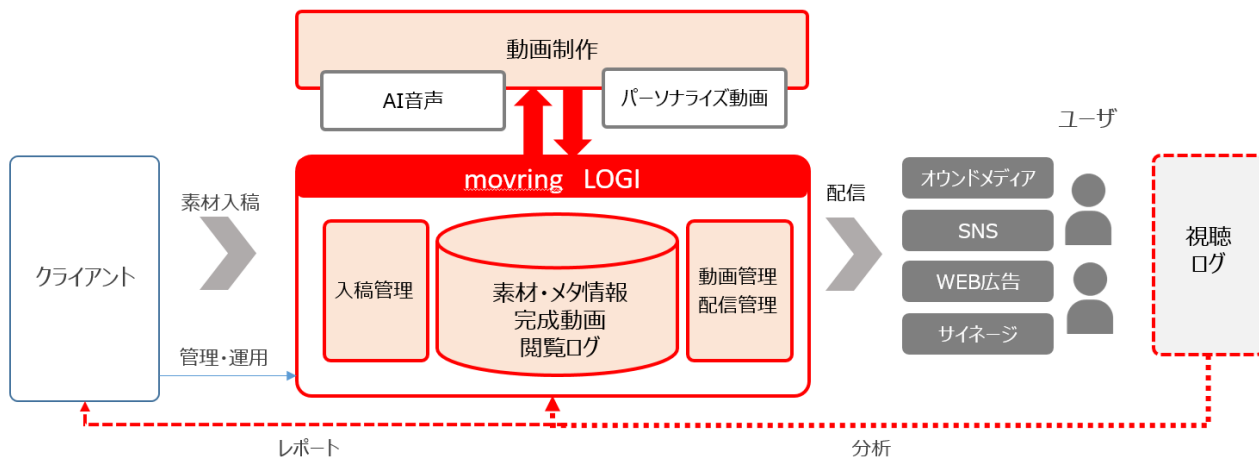 動画制作
AI音声
パーソナライズ動画
ユーザ
movring LOGI
クライアント
素材入稿
管理・運用
入稿管理
素材・メタ情報
完成動画
閲覧ログ
動画管理
配信管理
配信
オウンドメディア
SNS
WEB広告
サイネージ
視聴
ログ
レポート
分析